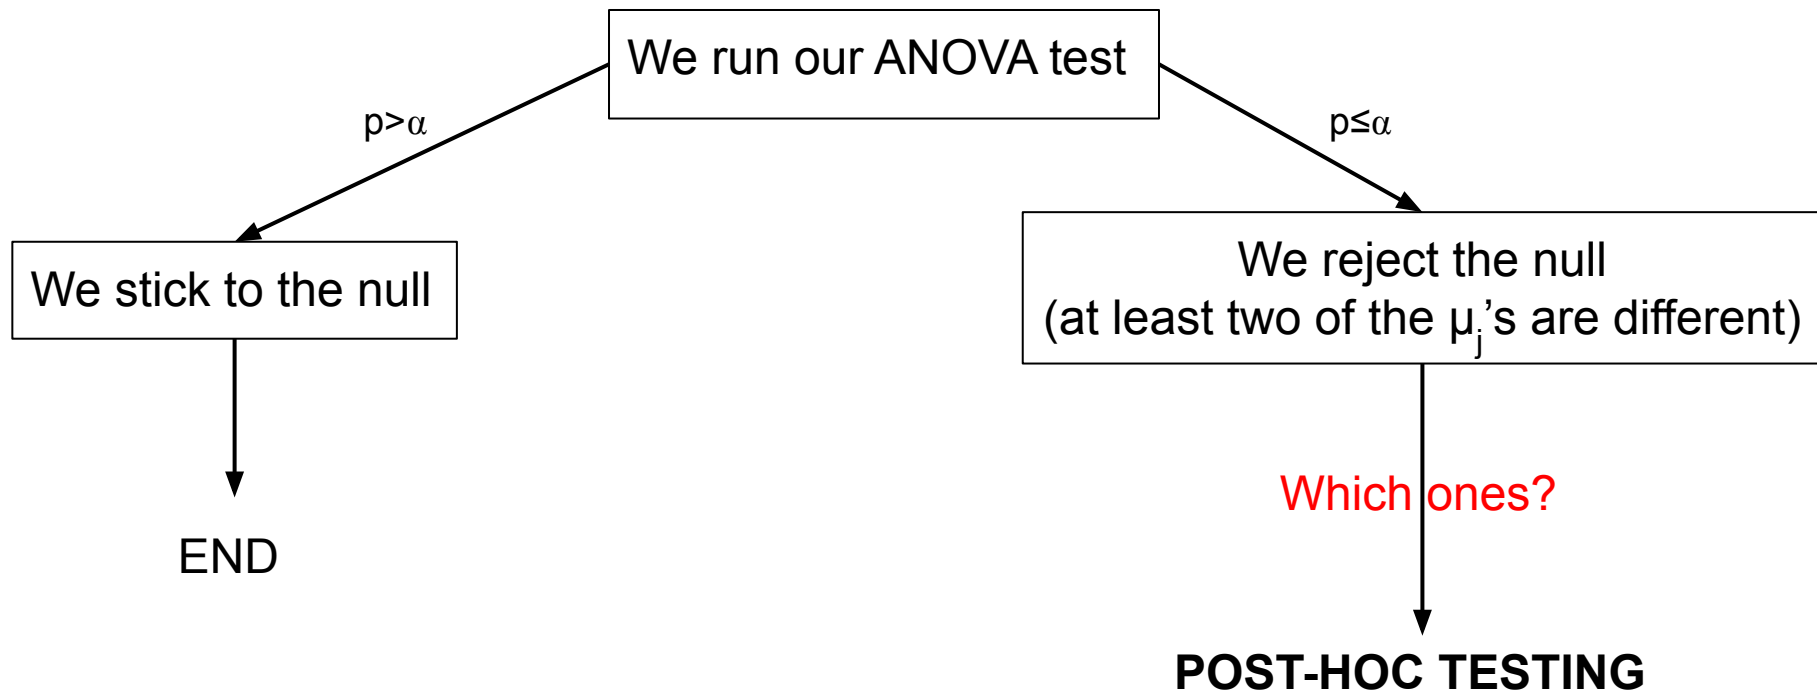 We run our ANOVA test
p>α
p≤α
We stick to the null
We reject the null
(at least two of the μj’s are different)
Which ones?
END
POST-HOC TESTING